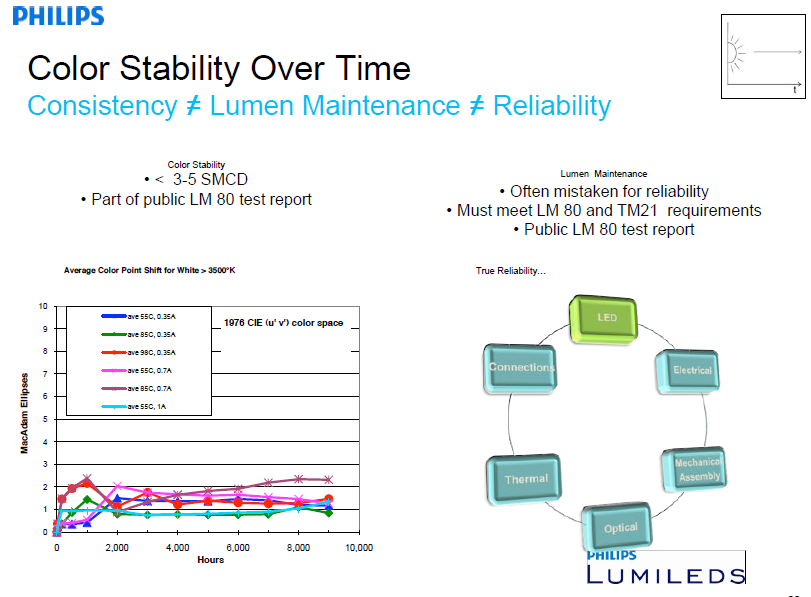 PHILIPS
t
Color Stability Over Time
Consistency ≠ Lumen Maintenance ≠ Reliability
Color Stability
• < 3-5 SMCD
• Part of public LM 80 test report
Lumen Maintenance
• Often mistaken for reliability
• Must meet LM 80 and TM21 requirements
• Public LM 80 test report
Average Color Point Shift for White > 3500°K
10
9
8
7
6
5
4
3
2
1
0
MacAdam Ellipses
ave 55C, 0.35A
ave 85C, 0.35A
ave 98C, 0.35A
ave 55C, 0.7A
ave 85C, 0.7A
ave 55C, 1A
1976 CIE (u' v') color space
0 2,000 4,000 6,000 8,000 10,000
Hours
True Reliability...
LED
Electrical
Mechanical
Assembly
Optical
Thermal
Connections
PHILIPS
LUMILEDS